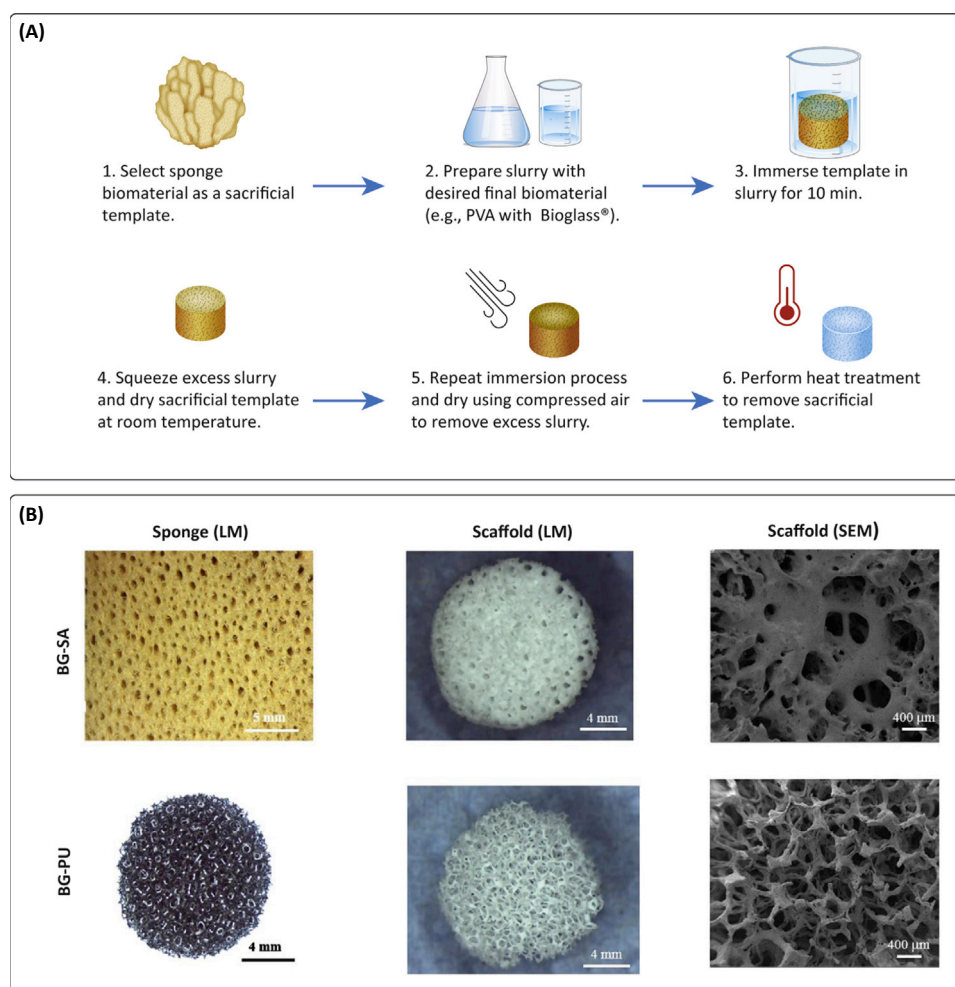 (A)
1. Select sponge
biomaterial as a sacrificial
template.
2. Prepare slurry with
desired final biomaterial
(e.g., PVA with Bioglass®).
3. Immerse template in
slurry for 10 min.
4. Squeeze excess slurry
and dry sacrificial template
at room temperature.
5. Repeat immersion process
and dry using compressed air
to remove excess slurry.
6. Perform heat treatment
to remove sacrificial
template.
(B)
Sponge (LM)
Scaffold (LM)
Scaffold (SEM)
BG-SA
5 mm
4 mm
400 µm
BG-PU
4 mm
4 mm
400 µm